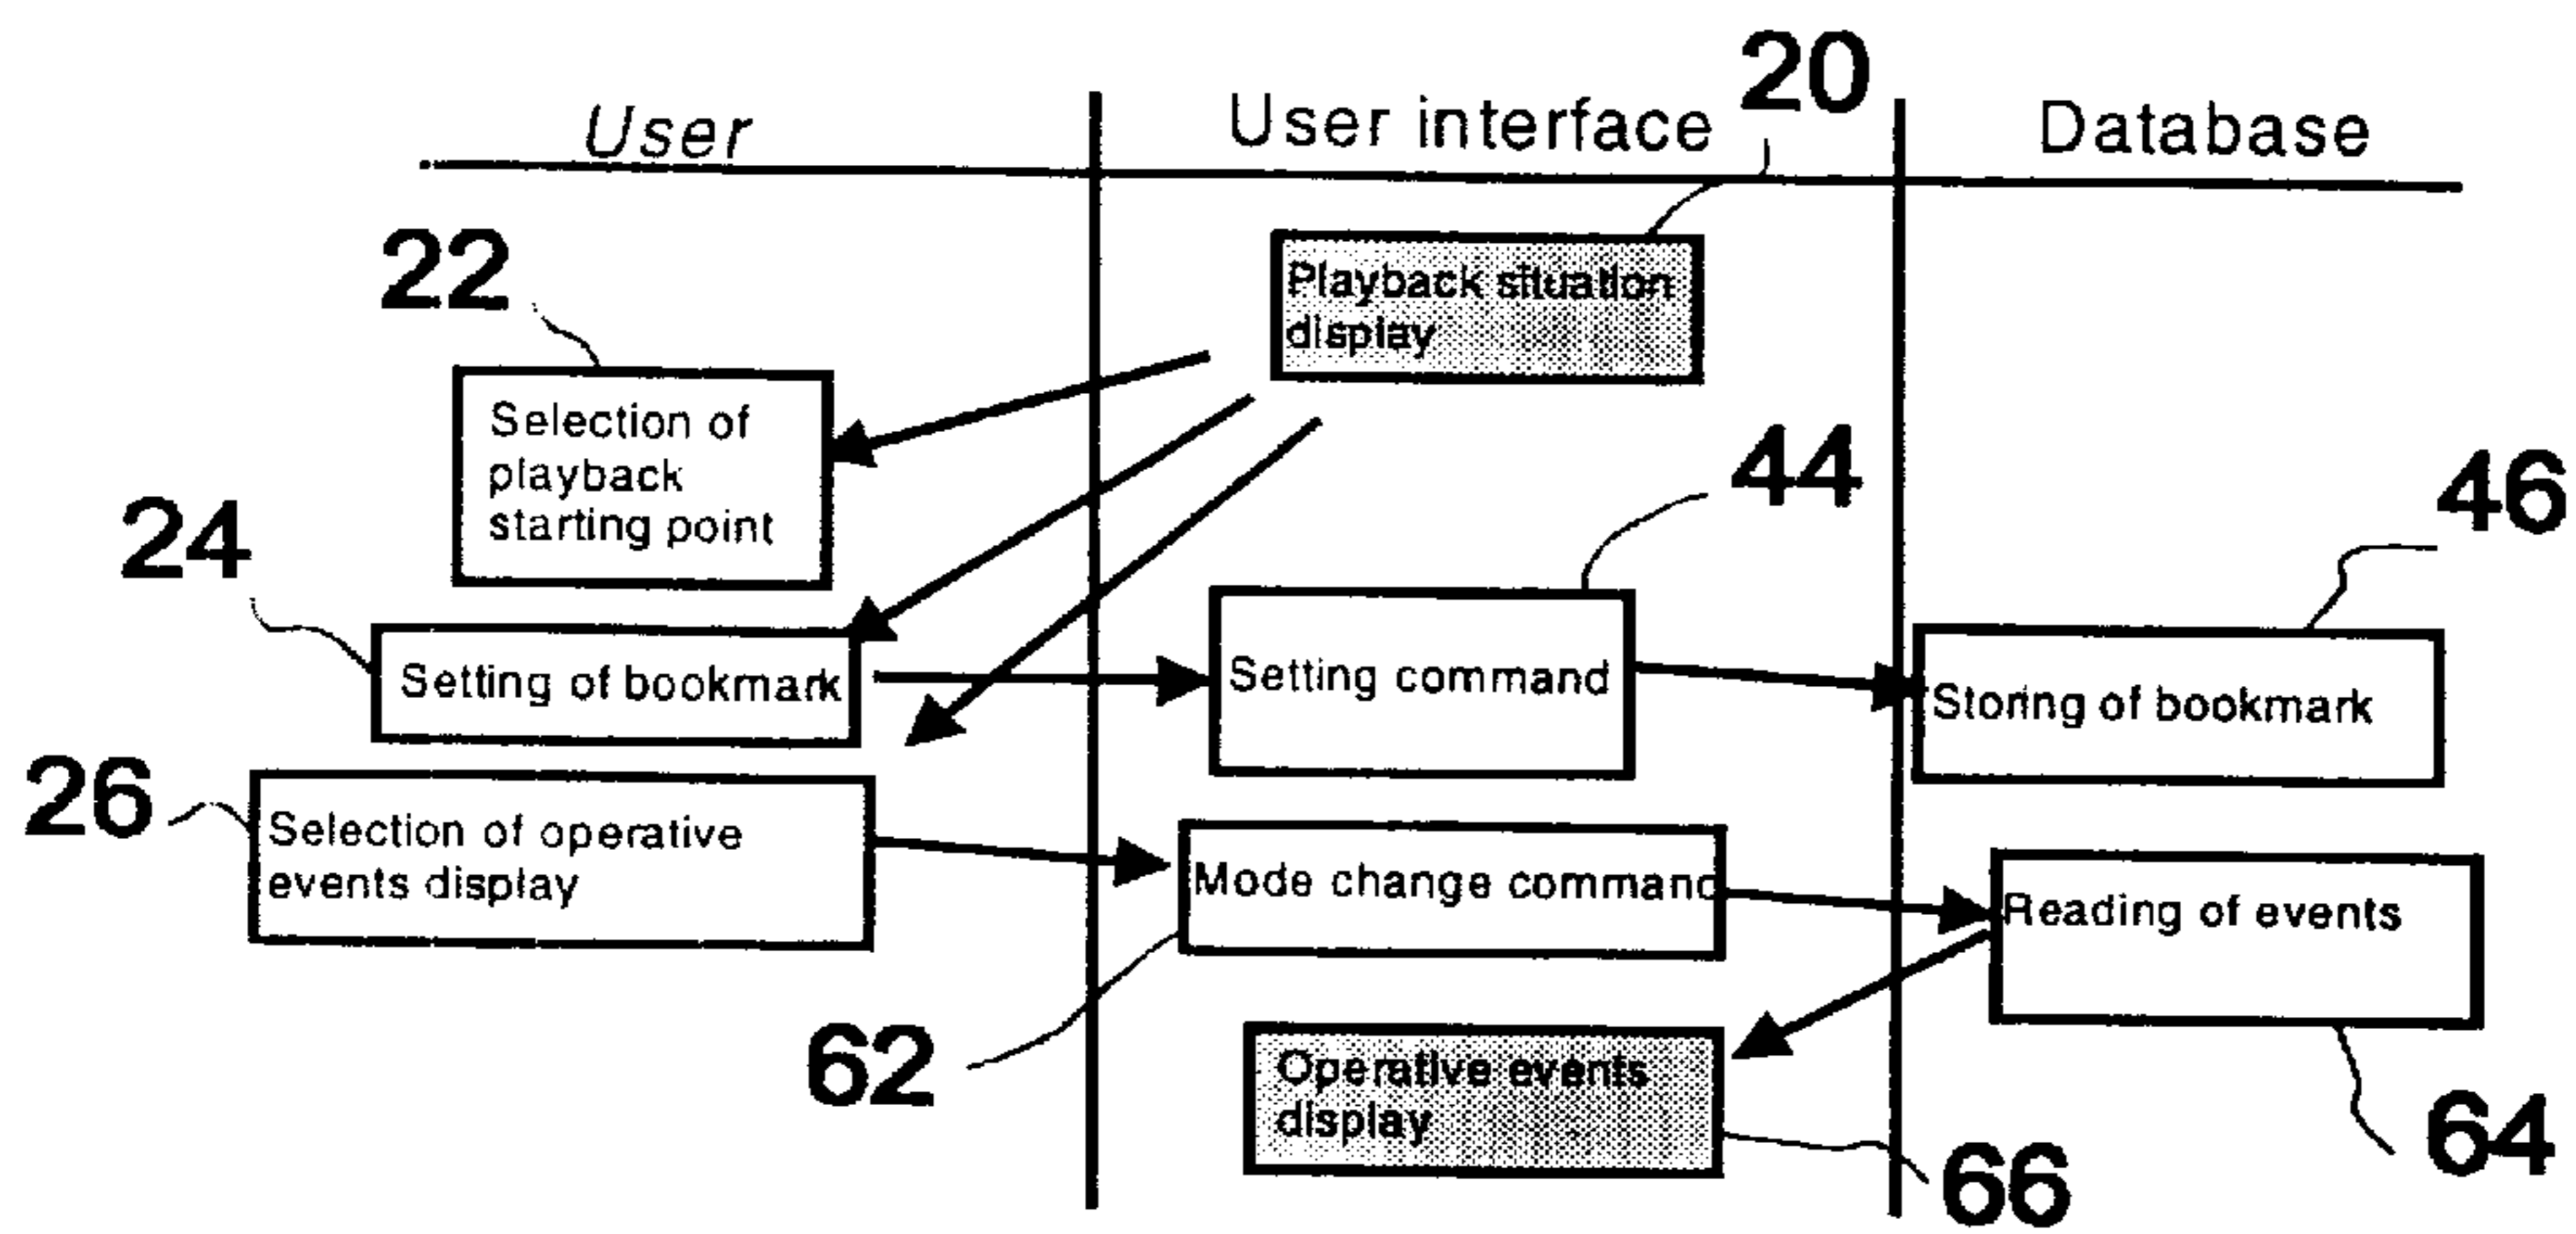 User
User interface
20
Database
22
Playback situation
display
Selection of
playback
starting point
44
46
24
Setting of bookmark
Setting command
Storing of bookmark
26
Selection of operative
events display
Mode change command
Reading of events
62
Operative events
display
64
66